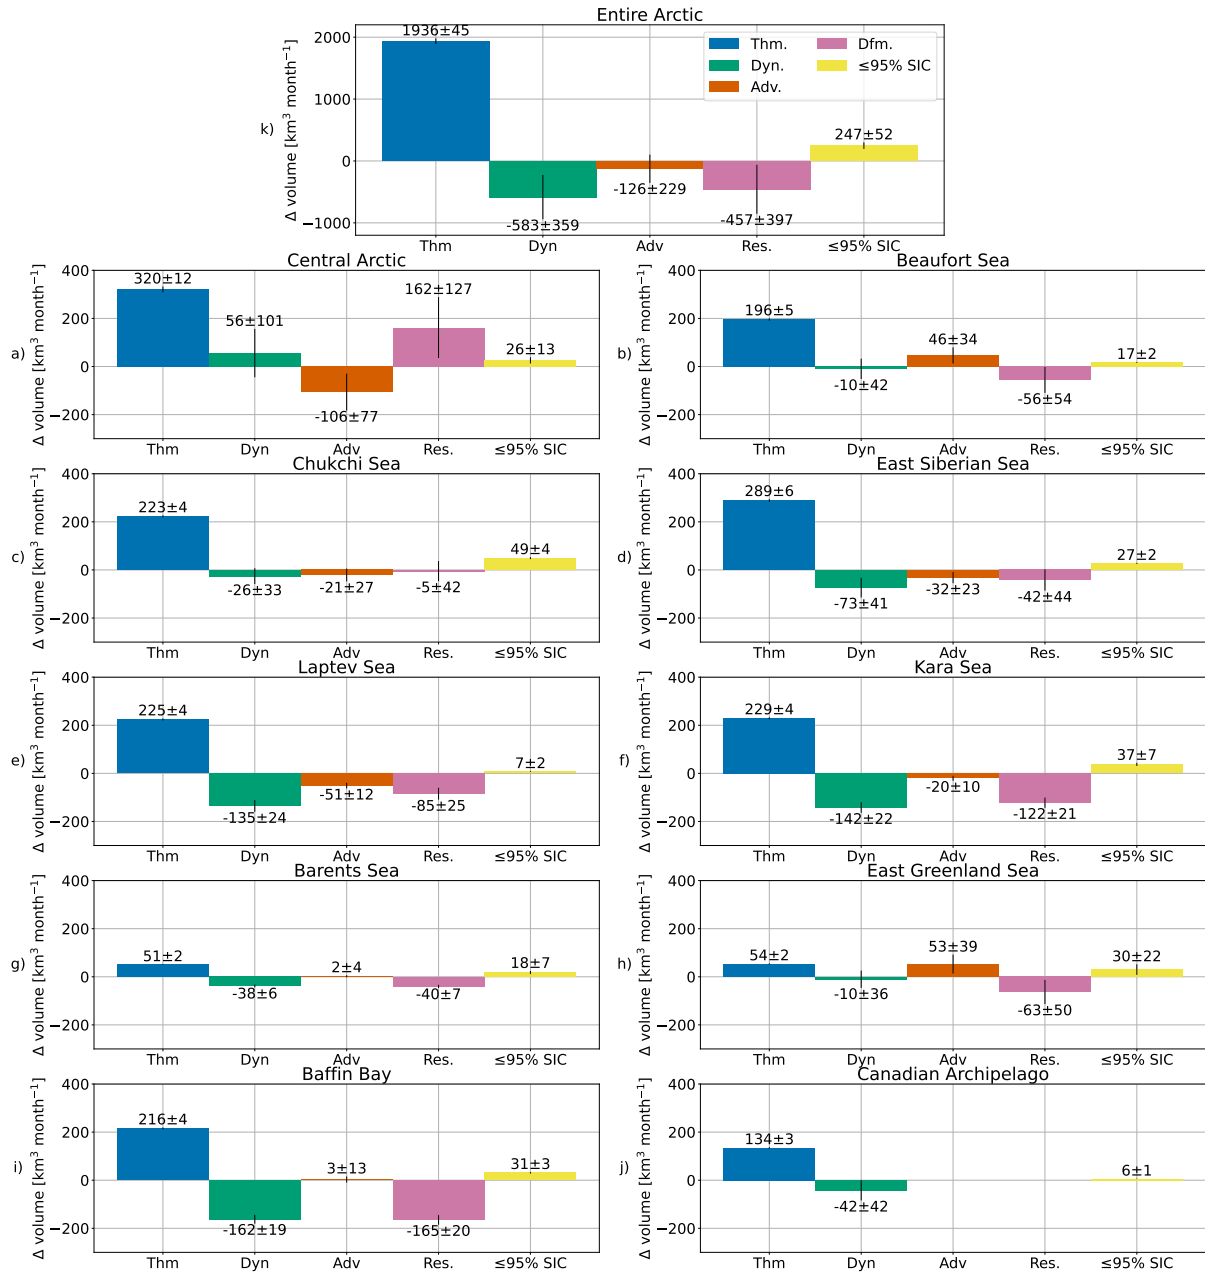 Entire Arctic
k)
Δ volume [km³ month⁻¹]
2000
1000
0
−1000
1936±45
-583±359
-126±229
-457±397
247±52
Thm.
Dyn.
Adv.
Dfm.
≤95% SIC
Thm Dyn Adv Res. ≤95% SIC
Central Arctic
a)
Δ volume [km³ month⁻¹]
400
200
0
−200
320±12
56±101
-106±77
162±127
26±13
Thm Dyn Adv Res. ≤95% SIC
Beaufort Sea
b)
Δ volume [km³ month⁻¹]
400
200
0
−200
196±5
-10±42
46±34
-56±54
17±2
Thm Dyn Adv Res. ≤95% SIC
Chukchi Sea
c)
Δ volume [km³ month⁻¹]
400
200
0
−200
223±4
-26±33
-21±27
-5±42
49±4
Thm Dyn Adv Res. ≤95% SIC
East Siberian Sea
d)
Δ volume [km³ month⁻¹]
400
200
0
−200
289±6
-73±41
-32±23
-42±44
27±2
Thm Dyn Adv Res. ≤95% SIC
Laptev Sea
e)
Δ volume [km³ month⁻¹]
400
200
0
−200
225±4
-135±24
-51±12
-85±25
7±2
Thm Dyn Adv Res. ≤95% SIC
Kara Sea
f)
Δ volume [km³ month⁻¹]
400
200
0
−200
229±4
-142±22
-20±10
-122±21
37±7
Thm Dyn Adv Res. ≤95% SIC
Barents Sea
g)
Δ volume [km³ month⁻¹]
400
200
0
−200
51±2
-38±6
2±4
-40±7
18±7
Thm Dyn Adv Res. ≤95% SIC
East Greenland Sea
h)
Δ volume [km³ month⁻¹]
400
200
0
−200
54±2
-10±36
53±39
-63±50
30±22
Thm Dyn Adv Res. ≤95% SIC
Baffin Bay
i)
Δ volume [km³ month⁻¹]
400
200
0
−200
216±4
-162±19
3±13
-165±20
31±3
Thm Dyn Adv Res. ≤95% SIC
Canadian Archipelago
j)
Δ volume [km³ month⁻¹]
400
200
0
−200
134±3
-42±42
6±1
Thm Dyn Adv Res. ≤95% SIC